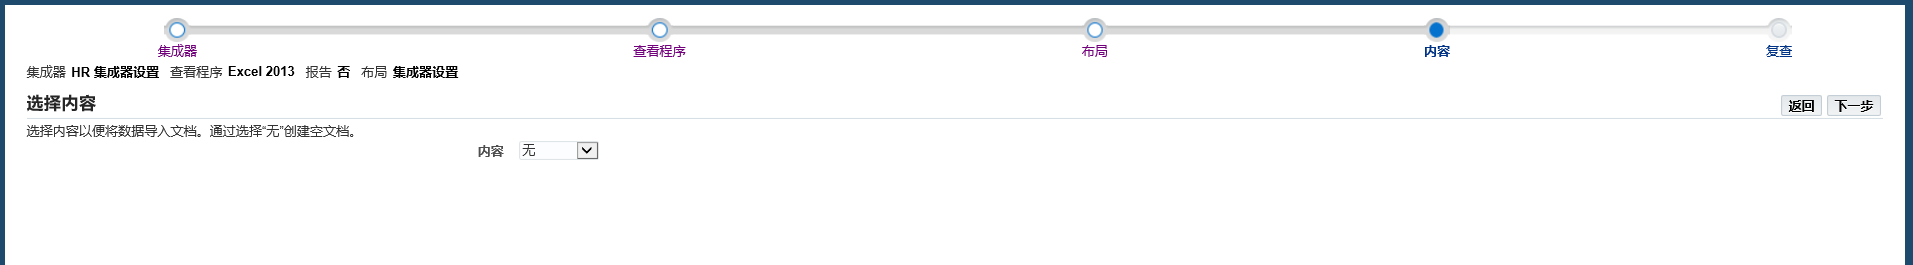 集成器 查看程序 布局 内容 复查
集成器 HR 集成器设置 查看程序 Excel 2013 报告 否 布局 集成器设置
选择内容 返回 下一步
选择内容以便将数据导入文档。通过选择"无"创建空文档。
内容 无